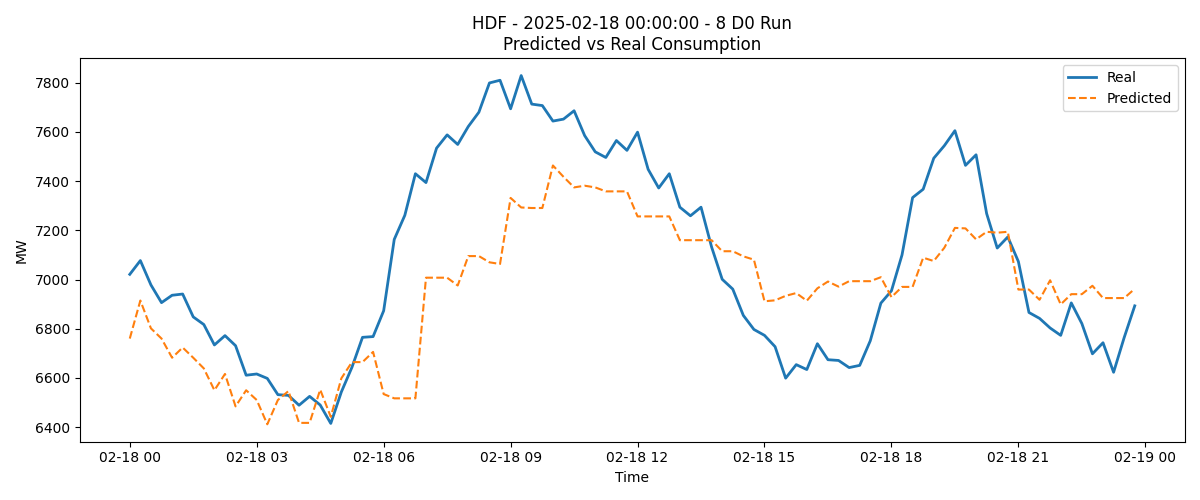 HDF - 2025-02-18 00:00:00 - 8 D0 Run
Predicted vs Real Consumption
Real
Predicted
MW
7800
7600
7400
7200
7000
6800
6600
6400
02-18 00
02-18 03
02-18 06
02-18 09
02-18 12
02-18 15
02-18 18
02-18 21
02-19 00
Time